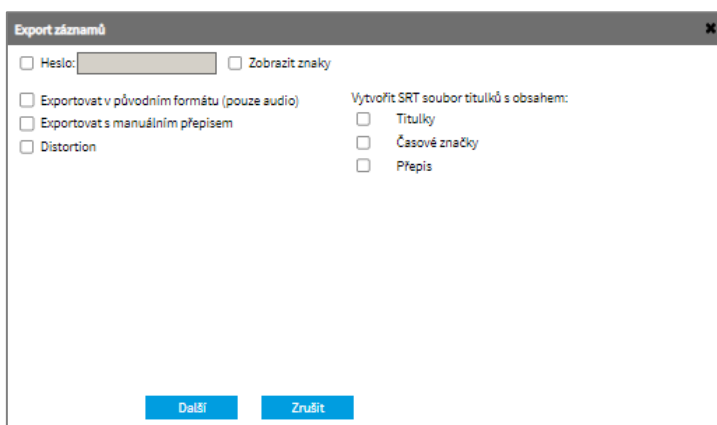 Export záznamů
Heslo: Zobrazit znaky
Exportovat v původním formátu (pouze audio)
Exportovat s manuálním přepisem
Distortion
Vytvořit SRT soubor titulků s obsahem:
Titulky
Časové značky
Přepis
Další Zrušit